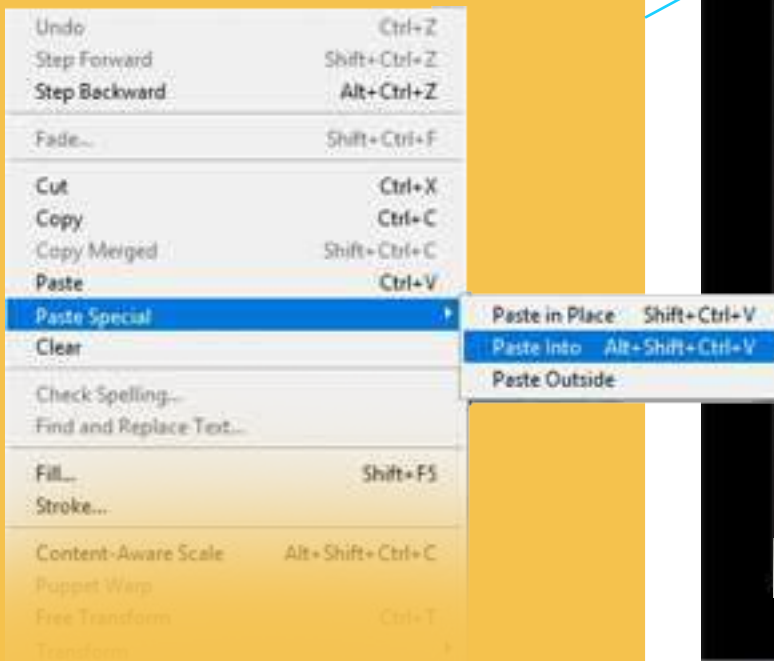 Undo Ctrl+Z
Step Forward Shift+Ctrl+Z
Step Backward Alt+Ctrl+Z
Fade... Shift+Ctrl+F
Cut Ctrl+X
Copy Ctrl+C
Copy Merged Shift+Ctrl+C
Paste Ctrl+V
Paste Special
Paste in Place Shift+Ctrl+V
Paste Into Alt+Shift+Ctrl+V
Paste Outside
Clear
Check Spelling...
Find and Replace Text...
Fill... Shift+F5
Stroke...
Content-Aware Scale Alt+Shift+Ctrl+C
Puppet Warp
Free Transform Ctrl+T
Transform